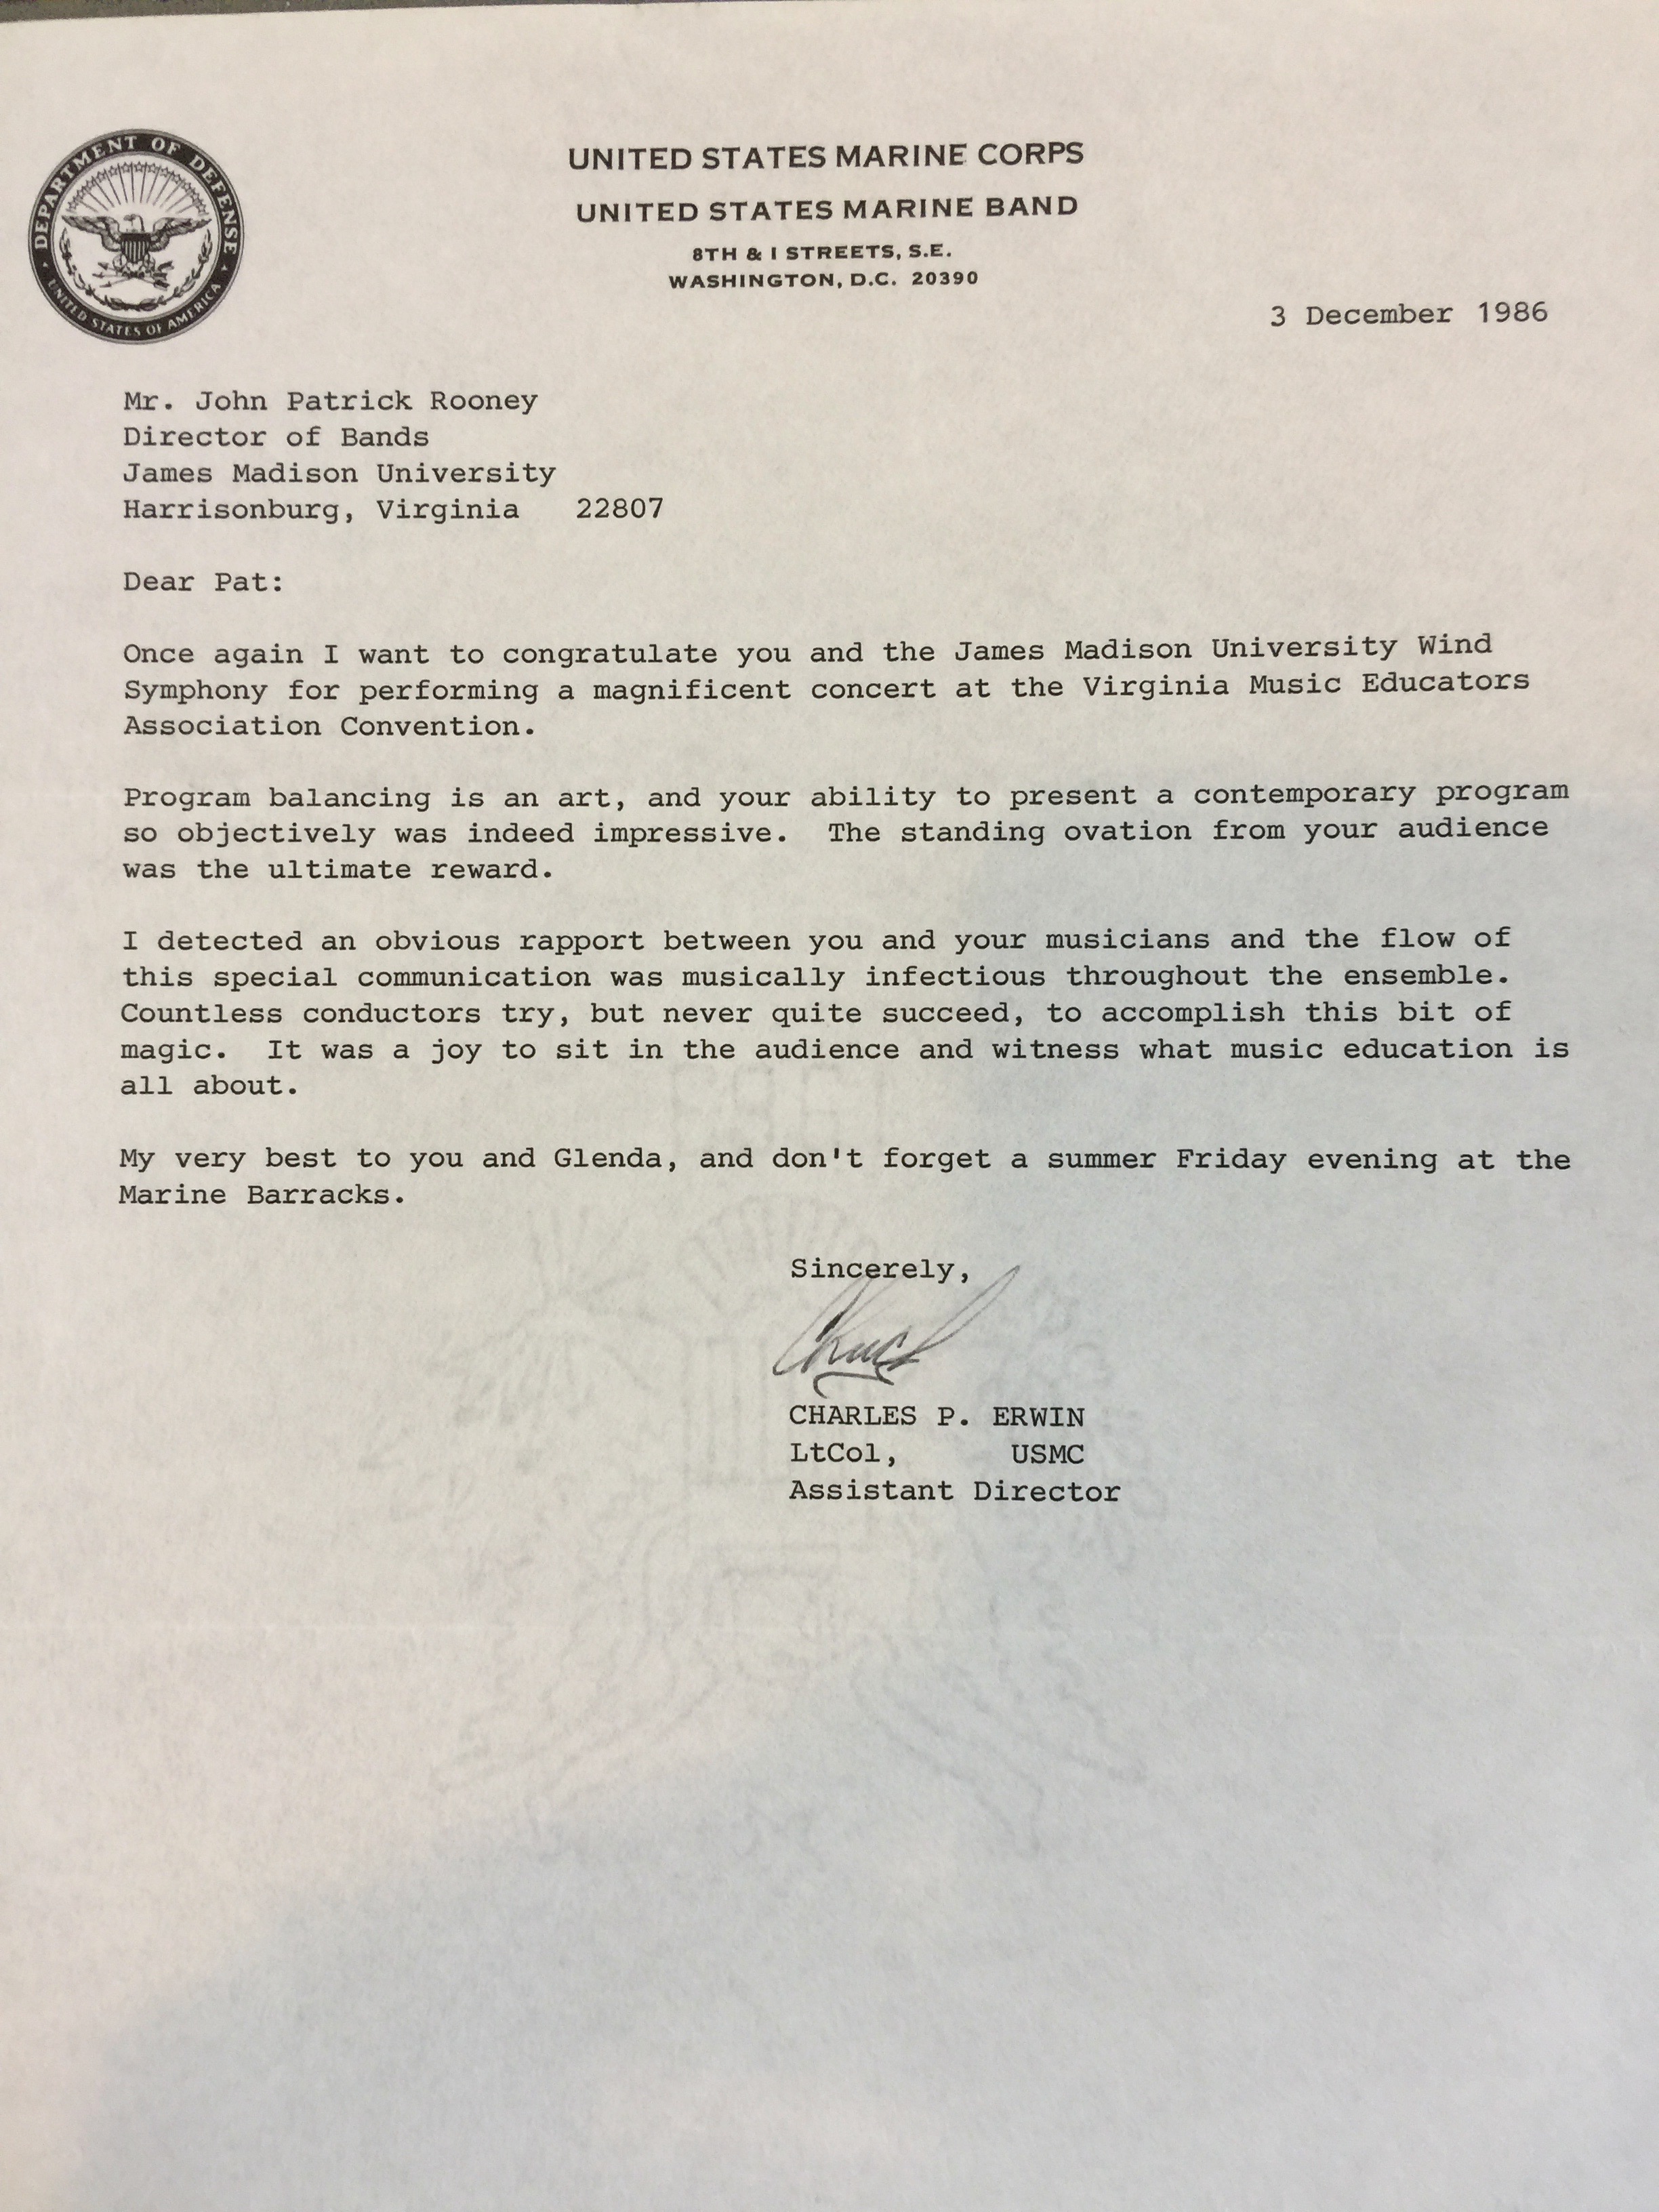 DEPARTMENT OF DEFENSE
UNITED STATES OF AMERICA
UNITED STATES MARINE CORPS
UNITED STATES MARINE BAND
8TH & I STREETS, S.E.
WASHINGTON, D.C. 20390
3 December 1986
Mr. John Patrick Rooney
Director of Bands
James Madison University
Harrisonburg, Virginia 22807
Dear Pat:
Once again I want to congratulate you and the James Madison University Wind
Symphony for performing a magnificent concert at the Virginia Music Educators
Association Convention.
Program balancing is an art, and your ability to present a contemporary program
so objectively was indeed impressive. The standing ovation from your audience
was the ultimate reward.
I detected an obvious rapport between you and your musicians and the flow of
this special communication was musically infectious throughout the ensemble.
Countless conductors try, but never quite succeed, to accomplish this bit of
magic. It was a joy to sit in the audience and witness what music education is
all about.
My very best to you and Glenda, and don't forget a summer Friday evening at the
Marine Barracks.
Sincerely,
Chuck
CHARLES P. ERWIN
LtCol, USMC
Assistant Director